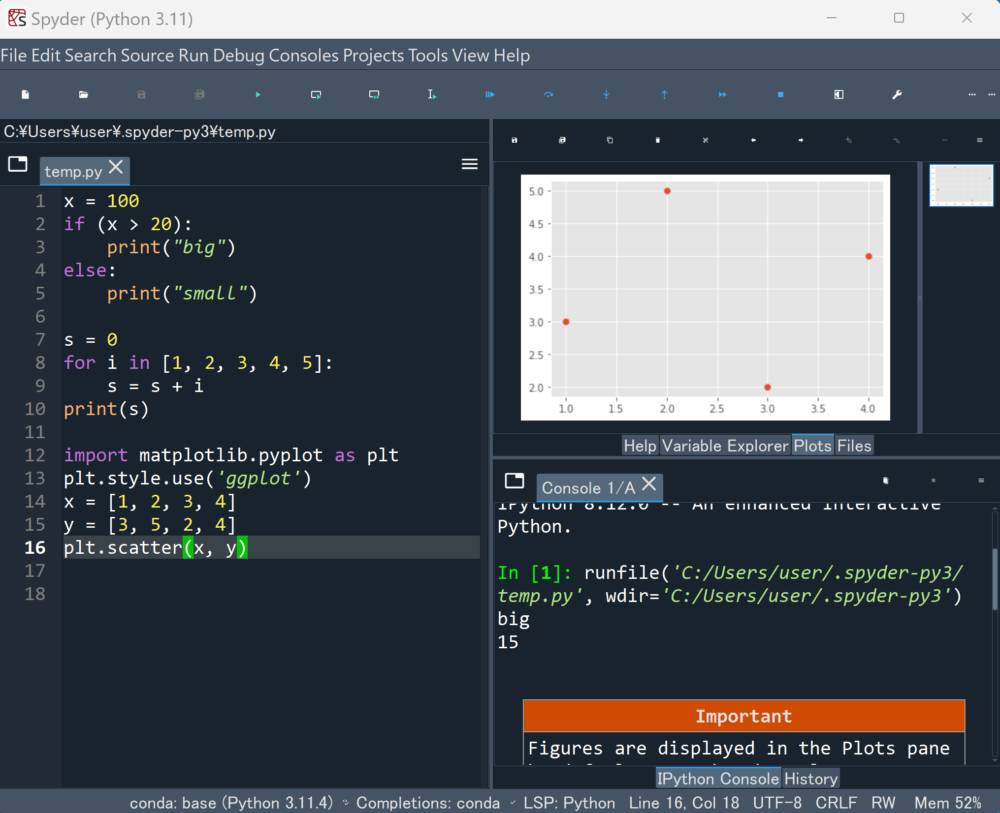 Spyder (Python 3.11)
File Edit Search Source Run Debug Consoles Projects Tools View Help
C:¥Users¥user¥.spyder-py3¥temp.py
temp.py
1 x = 100
2 if (x > 20):
3     print("big")
4 else:
5     print("small")
6
7 s = 0
8 for i in [1, 2, 3, 4, 5]:
9     s = s + i
10 print(s)
11
12 import matplotlib.pyplot as plt
13 plt.style.use('ggplot')
14 x = [1, 2, 3, 4]
15 y = [3, 5, 2, 4]
16 plt.scatter(x, y)
17
18
5.0
4.5
4.0
3.5
3.0
2.5
2.0
1.0 1.5 2.0 2.5 3.0 3.5 4.0
Help Variable Explorer Plots Files
Console 1/A
IPython 8.12.0 -- An enhanced Interactive
Python.
In [1]: runfile('C:/Users/user/.spyder-py3/
temp.py', wdir='C:/Users/user/.spyder-py3')
big
15
Important
Figures are displayed in the Plots pane
IPython Console History
conda: base (Python 3.11.4) Completions: conda LSP: Python Line 16, Col 18 UTF-8 CRLF RW Mem 52%